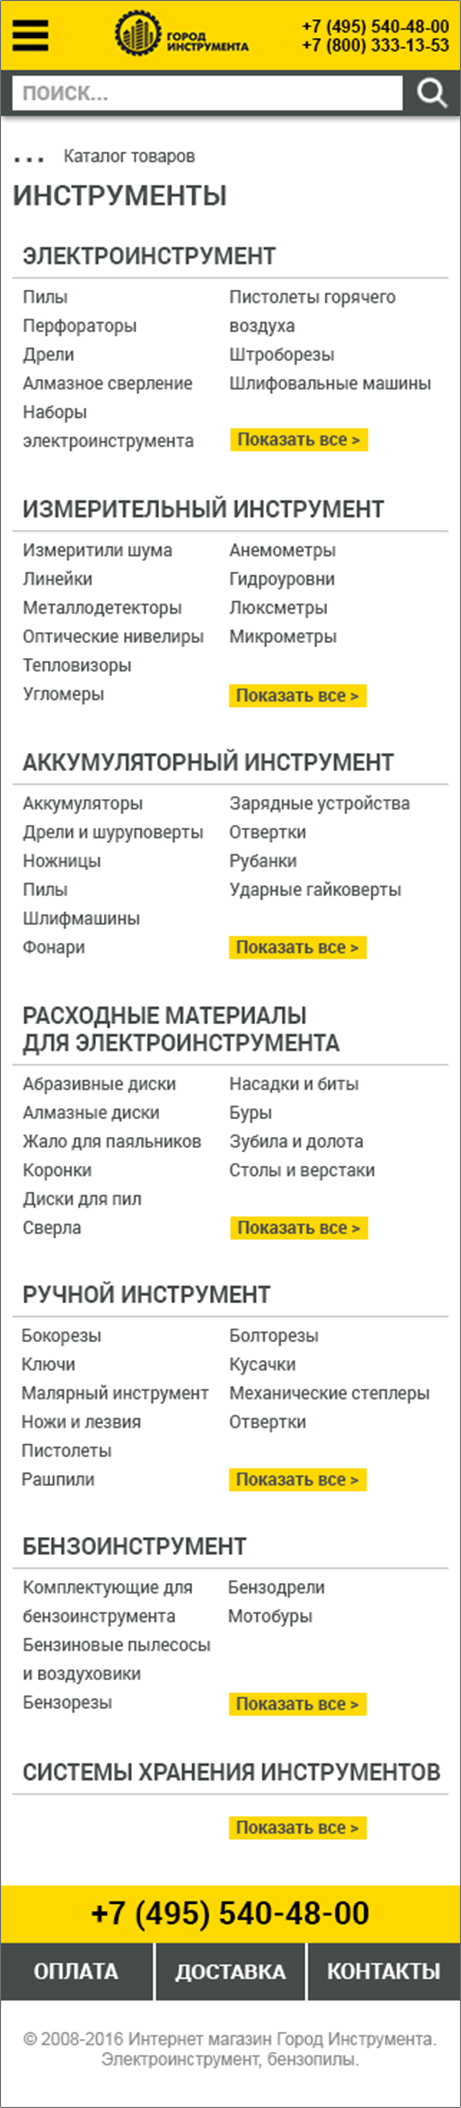 ГОРОД
ИНСТРУМЕНТА
+7 (495) 540-48-00
+7 (800) 333-13-53
ПОИСК...
... Каталог товаров
ИНСТРУМЕНТЫ
ЭЛЕКТРОИНСТРУМЕНТ
Пилы
Перфораторы
Дрели
Алмазное сверление
Наборы
электроинструмента
Пистолеты горячего
воздуха
Штроборезы
Шлифовальные машины
Показать все >
ИЗМЕРИТЕЛЬНЫЙ ИНСТРУМЕНТ
Измеритили шума
Линейки
Металлодетекторы
Оптические нивелиры
Тепловизоры
Угломеры
Анемометры
Гидроуровни
Люксметры
Микрометры
Показать все >
АККУМУЛЯТОРНЫЙ ИНСТРУМЕНТ
Аккумуляторы
Дрели и шуруповерты
Ножницы
Пилы
Шлифмашины
Фонари
Зарядные устройства
Отвертки
Рубанки
Ударные гайковерты
Показать все >
РАСХОДНЫЕ МАТЕРИАЛЫ
ДЛЯ ЭЛЕКТРОИНСТРУМЕНТА
Абразивные диски
Алмазные диски
Жало для паяльников
Коронки
Диски для пил
Сверла
Насадки и биты
Буры
Зубила и долота
Столы и верстаки
Показать все >
РУЧНОЙ ИНСТРУМЕНТ
Бокорезы
Ключи
Малярный инструмент
Ножи и лезвия
Пистолеты
Рашпили
Болторезы
Кусачки
Механические степлеры
Отвертки
Показать все >
БЕНЗОИНСТРУМЕНТ
Комплектующие для
бензоинструмента
Бензиновые пылесосы
и воздуховики
Бензорезы
Бензодрели
Мотобуры
Показать все >
СИСТЕМЫ ХРАНЕНИЯ ИНСТРУМЕНТОВ
Показать все >
+7 (495) 540-48-00
ОПЛАТА
ДОСТАВКА
КОНТАКТЫ
© 2008-2016 Интернет магазин Город Инструмента.
Электроинструмент, бензопилы.